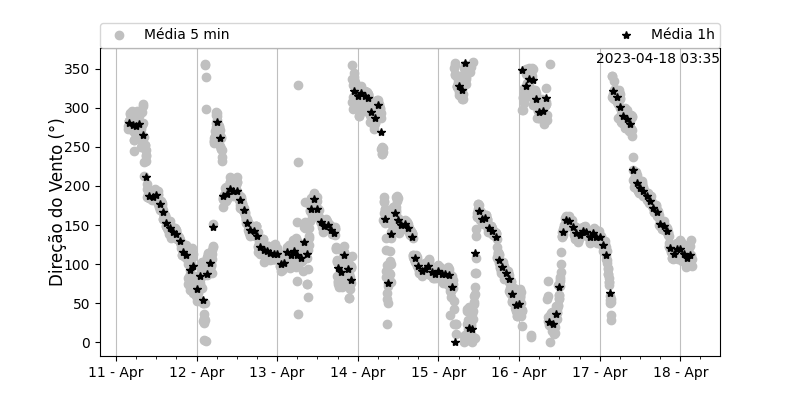 Média 5 min
Média 1h
2023-04-18 03:35
Direção do Vento (°)
350
300
250
200
150
100
50
0
11 - Apr
12 - Apr
13 - Apr
14 - Apr
15 - Apr
16 - Apr
17 - Apr
18 - Apr